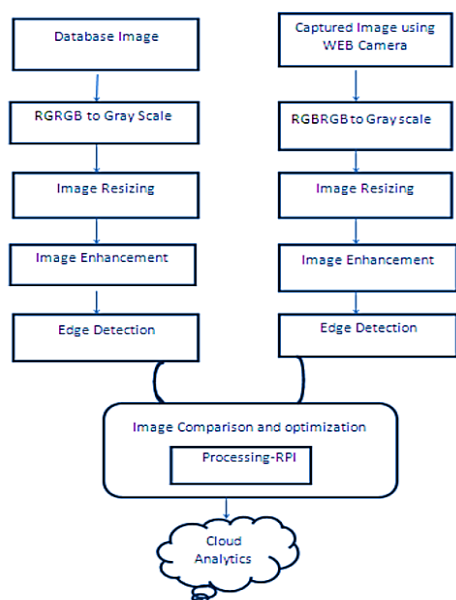 Database Image
RGRGB to Gray Scale
Image Resizing
Image Enhancement
Edge Detection
Captured Image using
WEB Camera
RGBRGB to Gray scale
Image Resizing
Image Enhancement
Edge Detection
Image Comparison and optimization
Processing-RPI
Cloud
Analytics